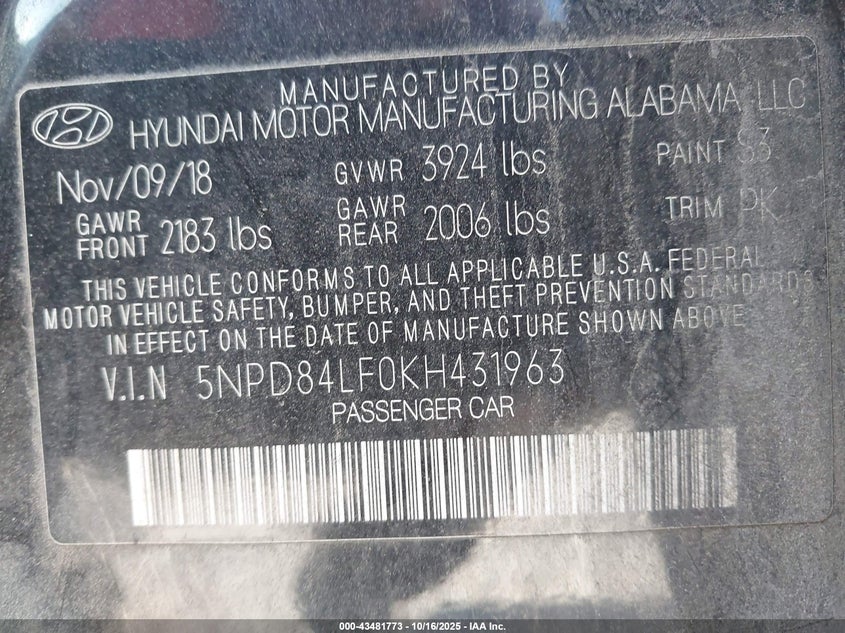 MANUFACTURED BY
HYUNDAI MOTOR MANUFACTURING ALABAMA, LLC
Nov/09/18 GVWR 3924 lbs PAINT S3
GAWR FRONT 2183 lbs GAWR REAR 2006 lbs TRIM PK
THIS VEHICLE CONFORMS TO ALL APPLICABLE U.S.A. FEDERAL
MOTOR VEHICLE SAFETY, BUMPER, AND THEFT PREVENTION STANDARDS
IN EFFECT ON THE DATE OF MANUFACTURE SHOWN ABOVE
V.I.N 5NPD84LF0KH431963
PASSENGER CAR
000-43481773 - 10/16/2025 - IAA Inc.